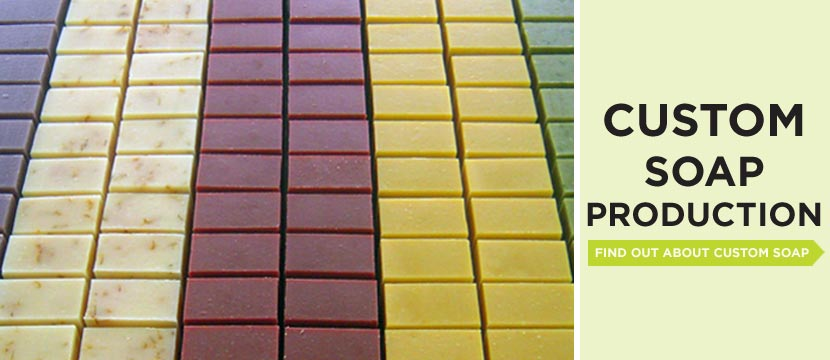 CUSTOM
SOAP
PRODUCTION
FIND OUT ABOUT CUSTOM SOAP